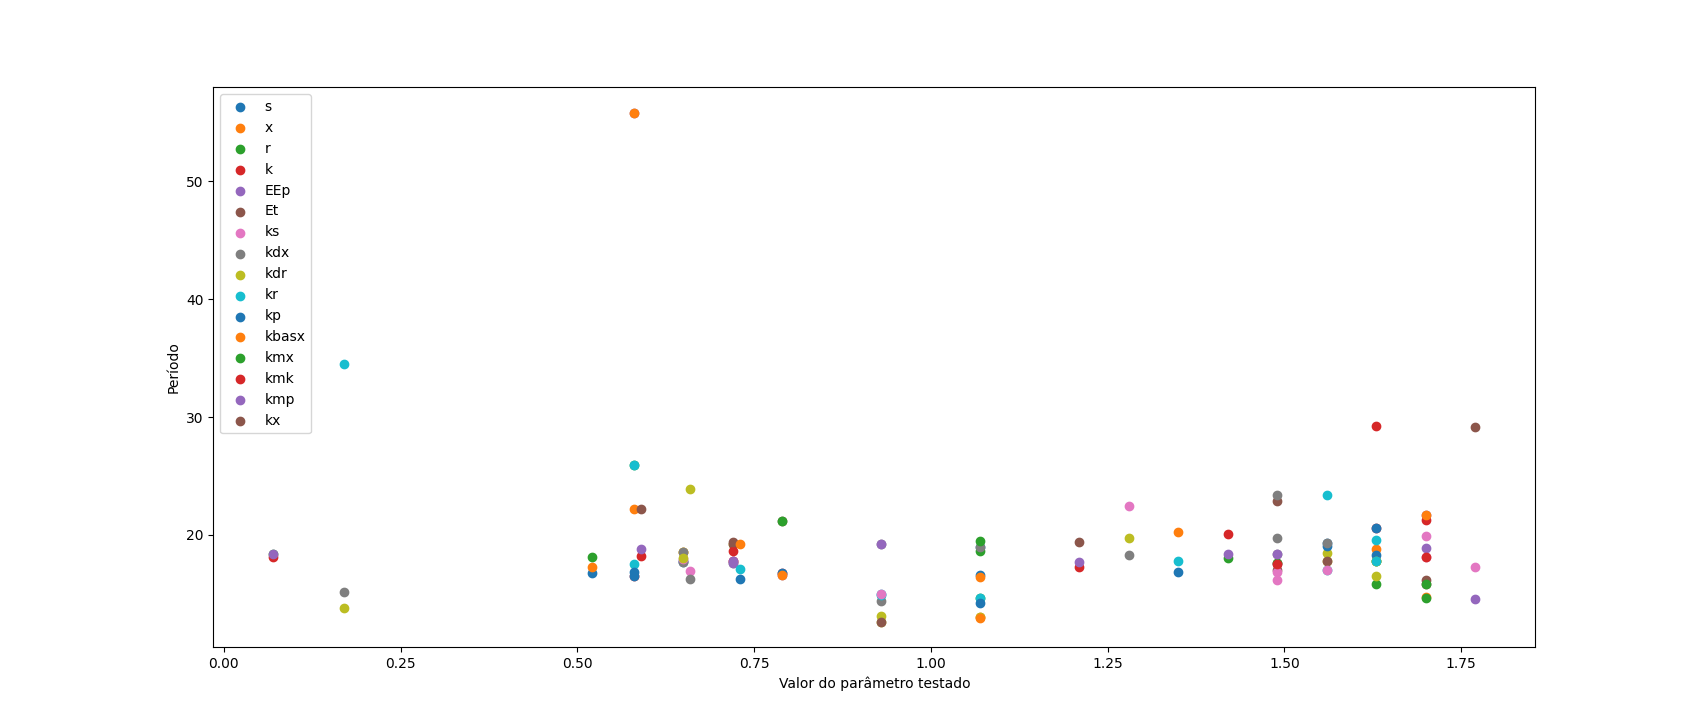 s
x
r
k
EEp
Et
ks
kdx
kdr
kr
kp
kbasx
kmx
kmk
kmp
kx
Período
50
40
30
20
0.00 0.25 0.50 0.75 1.00 1.25 1.50 1.75
Valor do parâmetro testado